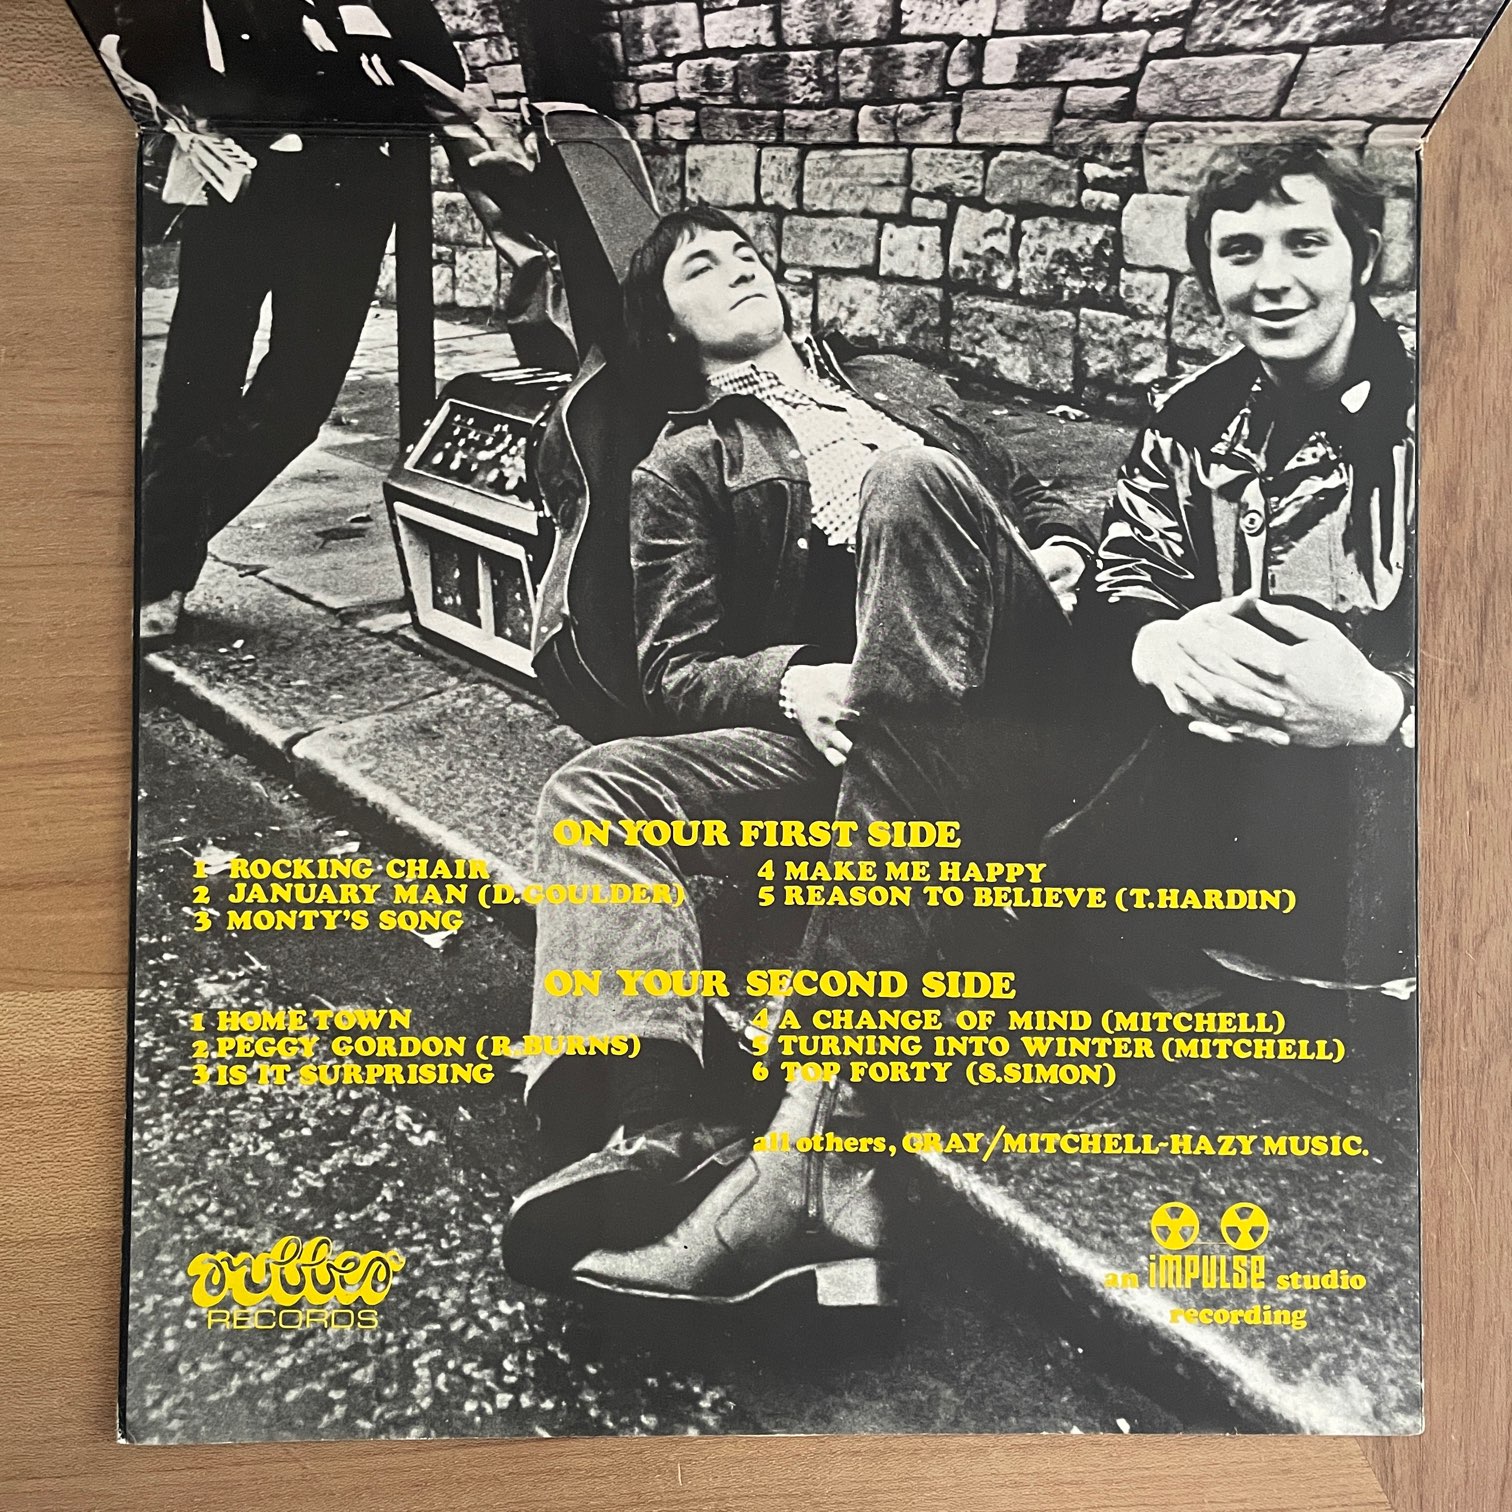 ON YOUR FIRST SIDE
1 ROCKING CHAIR
2 JANUARY MAN (D.GOULDER)
3 MONTY'S SONG
4 MAKE ME HAPPY
5 REASON TO BELIEVE (T.HARDIN)
ON YOUR SECOND SIDE
1 HOME TOWN
2 PEGGY GORDON (R.BURNS)
3 IS IT SURPRISING
4 A CHANGE OF MIND (MITCHELL)
5 TURNING INTO WINTER (MITCHELL)
6 TOP FORTY (S.SIMON)
all others, GRAY/MITCHELL-HAZY MUSIC.
rubber
RECORDS
an IMPULSE studio
recording